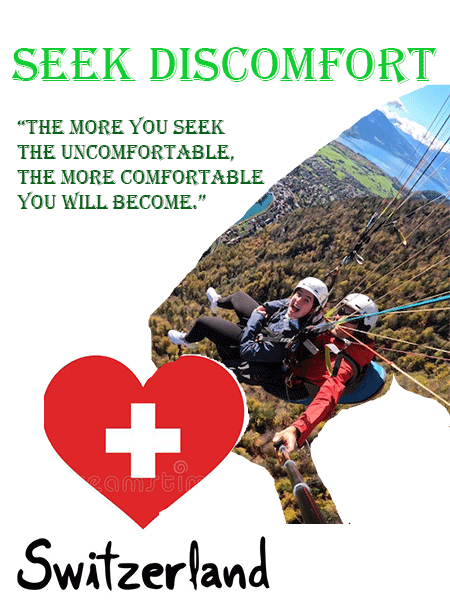 SEEK DISCOMFORT
“THE MORE YOU SEEK
THE UNCOMFORTABLE,
THE MORE COMFORTABLE
YOU WILL BECOME.”
Switzerland